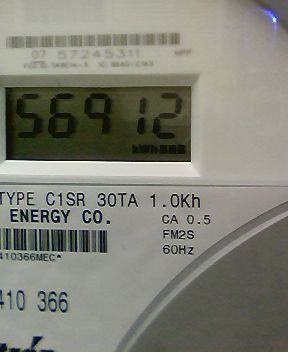 07 57245311
56912
kWh
TYPE C1SR 30TA 1.0Kh
ENERGY CO.
CA 0.5
FM2S
60Hz
410366MEC*
410 366